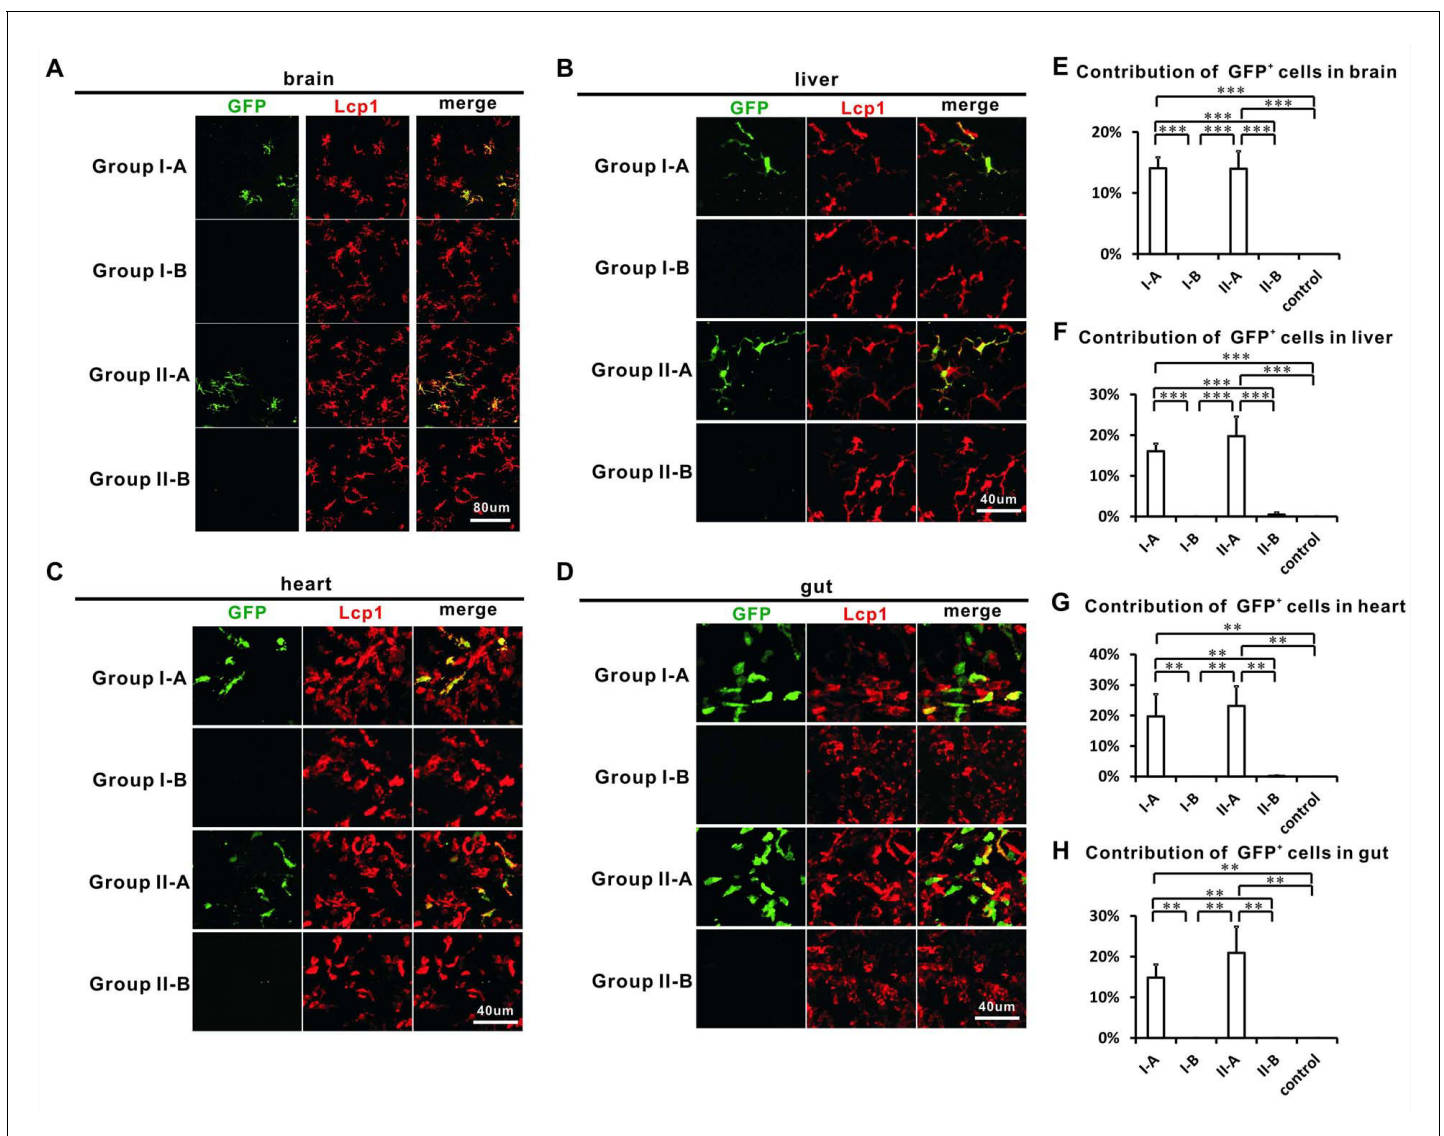 A
brain
GFP Lcp1 merge
Group I-A
Group I-B
Group II-A
Group II-B
80um
B
liver
GFP Lcp1 merge
Group I-A
Group I-B
Group II-A
Group II-B
40um
C
heart
GFP Lcp1 merge
Group I-A
Group I-B
Group II-A
Group II-B
40um
D
gut
GFP Lcp1 merge
Group I-A
Group I-B
Group II-A
Group II-B
40um
E Contribution of GFP⁺ cells in brain
***
***
***
*** *** ***
20%
10%
0%
I-A I-B II-A II-B control
F Contribution of GFP⁺ cells in liver
***
***
***
*** *** ***
30%
20%
10%
0%
I-A I-B II-A II-B control
G Contribution of GFP⁺ cells in heart
**
**
**
** ** **
40%
30%
20%
10%
0%
I-A I-B II-A II-B control
H Contribution of GFP⁺ cells in gut
**
**
**
** ** **
30%
20%
10%
0%
I-A I-B II-A II-B control